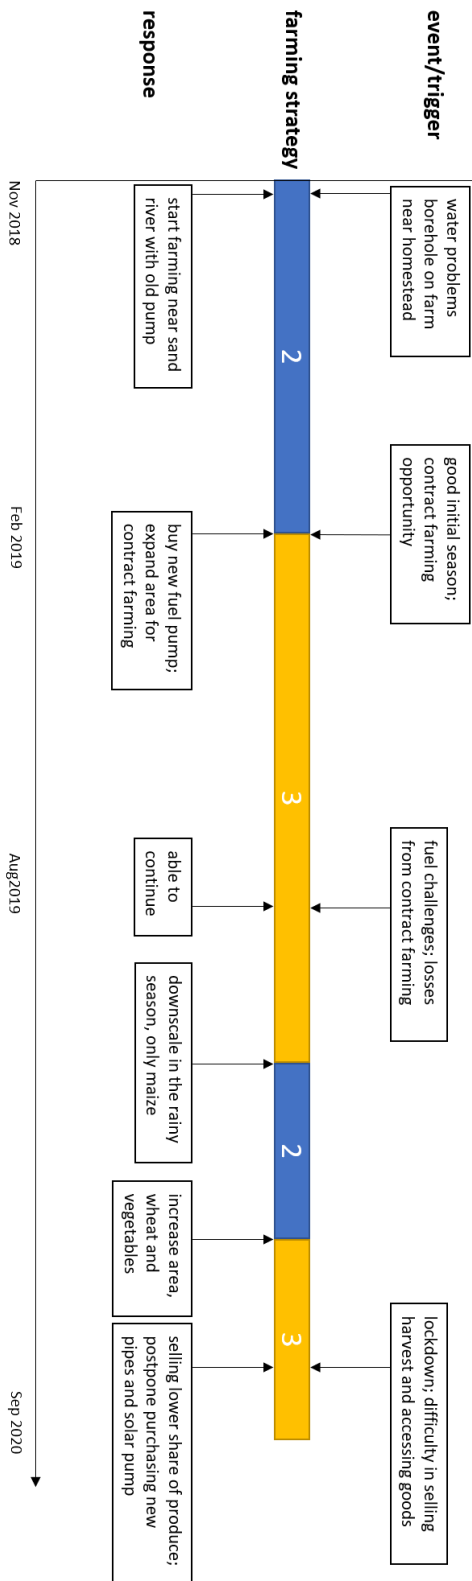 event/trigger
water problems
borehole on farm
near homestead
good initial season;
contract farming
opportunity
fuel challenges; losses
from contract farming
lockdown; difficulty in selling
harvest and accessing goods
farming strategy
2
3
2
3
response
start farming near sand
river with old pump
buy new fuel pump;
expand area for
contract farming
able to
continue
downscale in the rainy
season, only maize
increase area,
wheat and
vegetables
selling lower share of produce;
postpone purchasing new
pipes and solar pump
Nov 2018
Feb 2019
Aug2019
Sep 2020